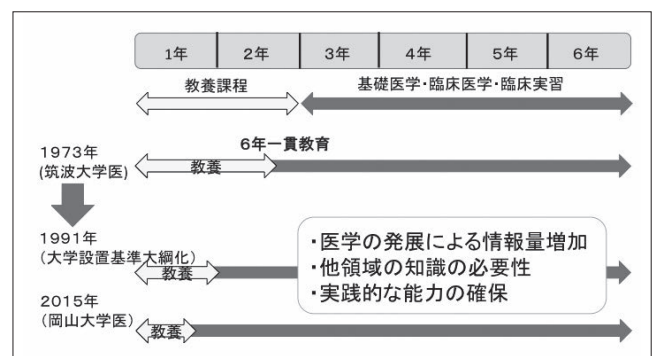 1年 2年 3年 4年 5年 6年
教養課程 基礎医学・臨床医学・臨床実習
6年一貫教育
1973年
(筑波大学医)
教養
1991年
(大学設置基準大綱化)
教養
・医学の発展による情報量増加
・他領域の知識の必要性
・実践的な能力の確保
2015年
(岡山大学医)
教養